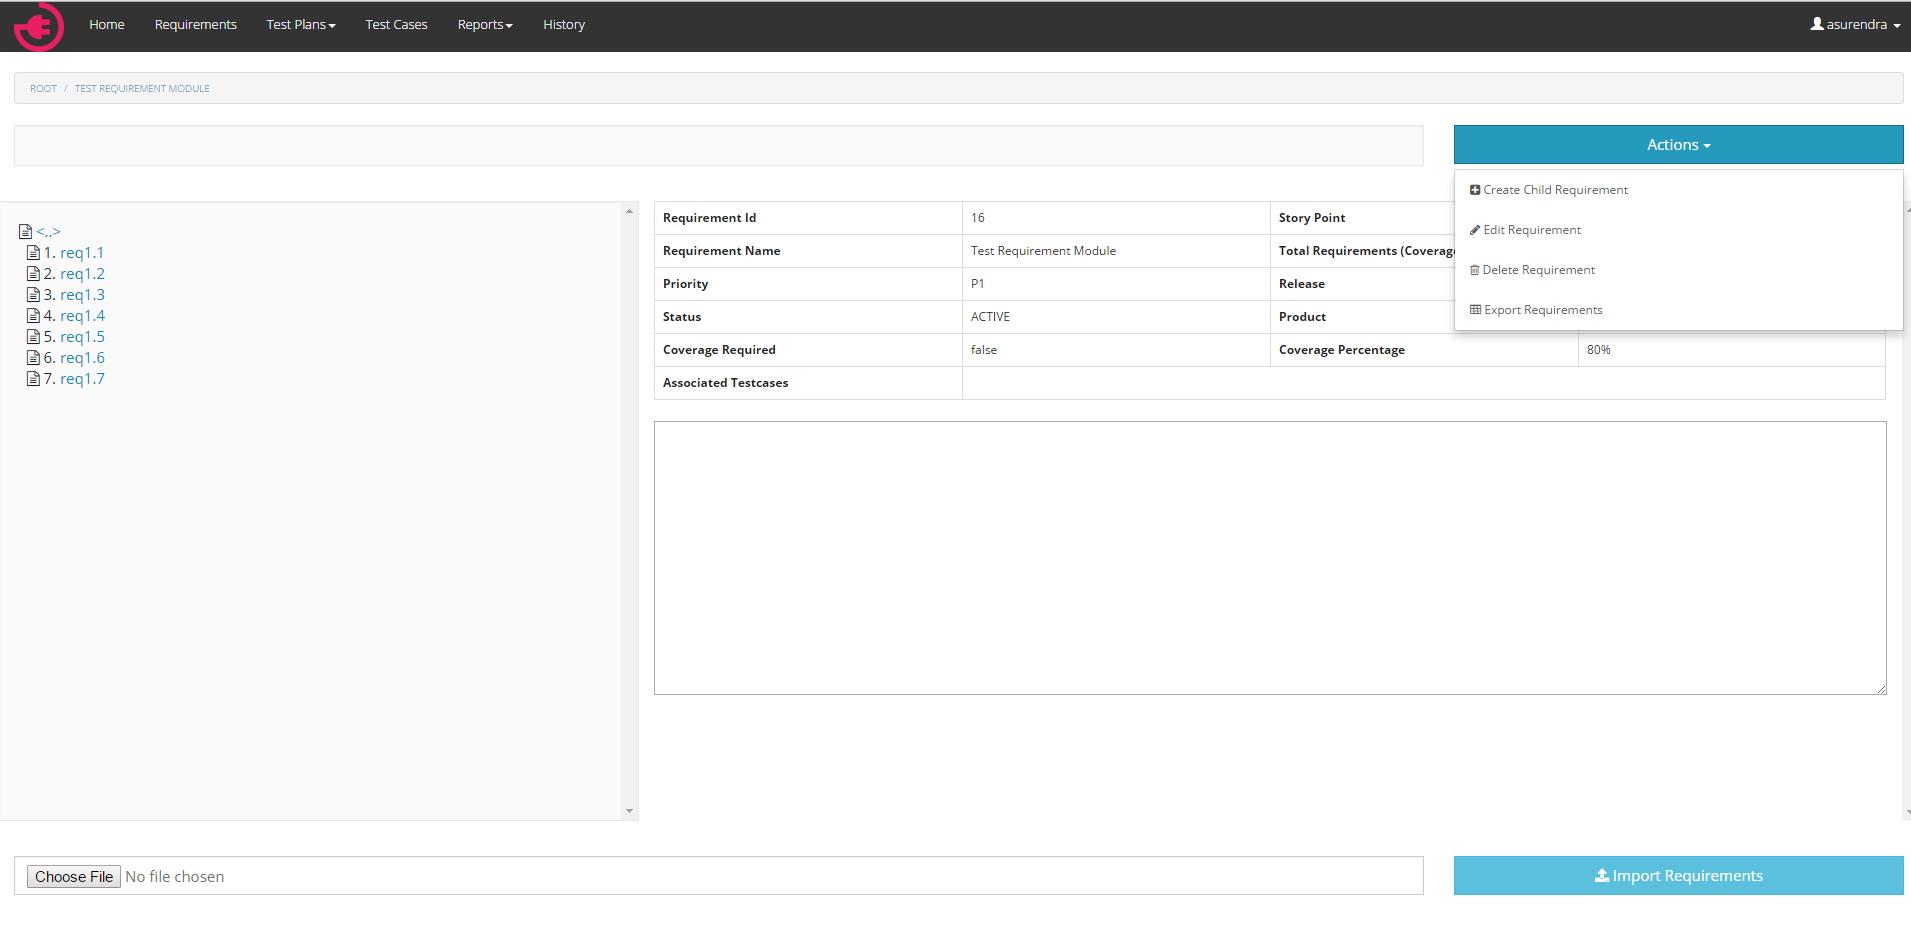 Home Requirements Test Plans Test Cases Reports History asurendra
ROOT / TEST REQUIREMENT MODULE
Actions
Create Child Requirement
Edit Requirement
Delete Requirement
Export Requirements
<..>
1. req1.1
2. req1.2
3. req1.3
4. req1.4
5. req1.5
6. req1.6
7. req1.7
Requirement Id 16 Story Point
Requirement Name Test Requirement Module Total Requirements (Coverag
Priority P1 Release
Status ACTIVE Product
Coverage Required false Coverage Percentage 80%
Associated Testcases
Choose File No file chosen
Import Requirements